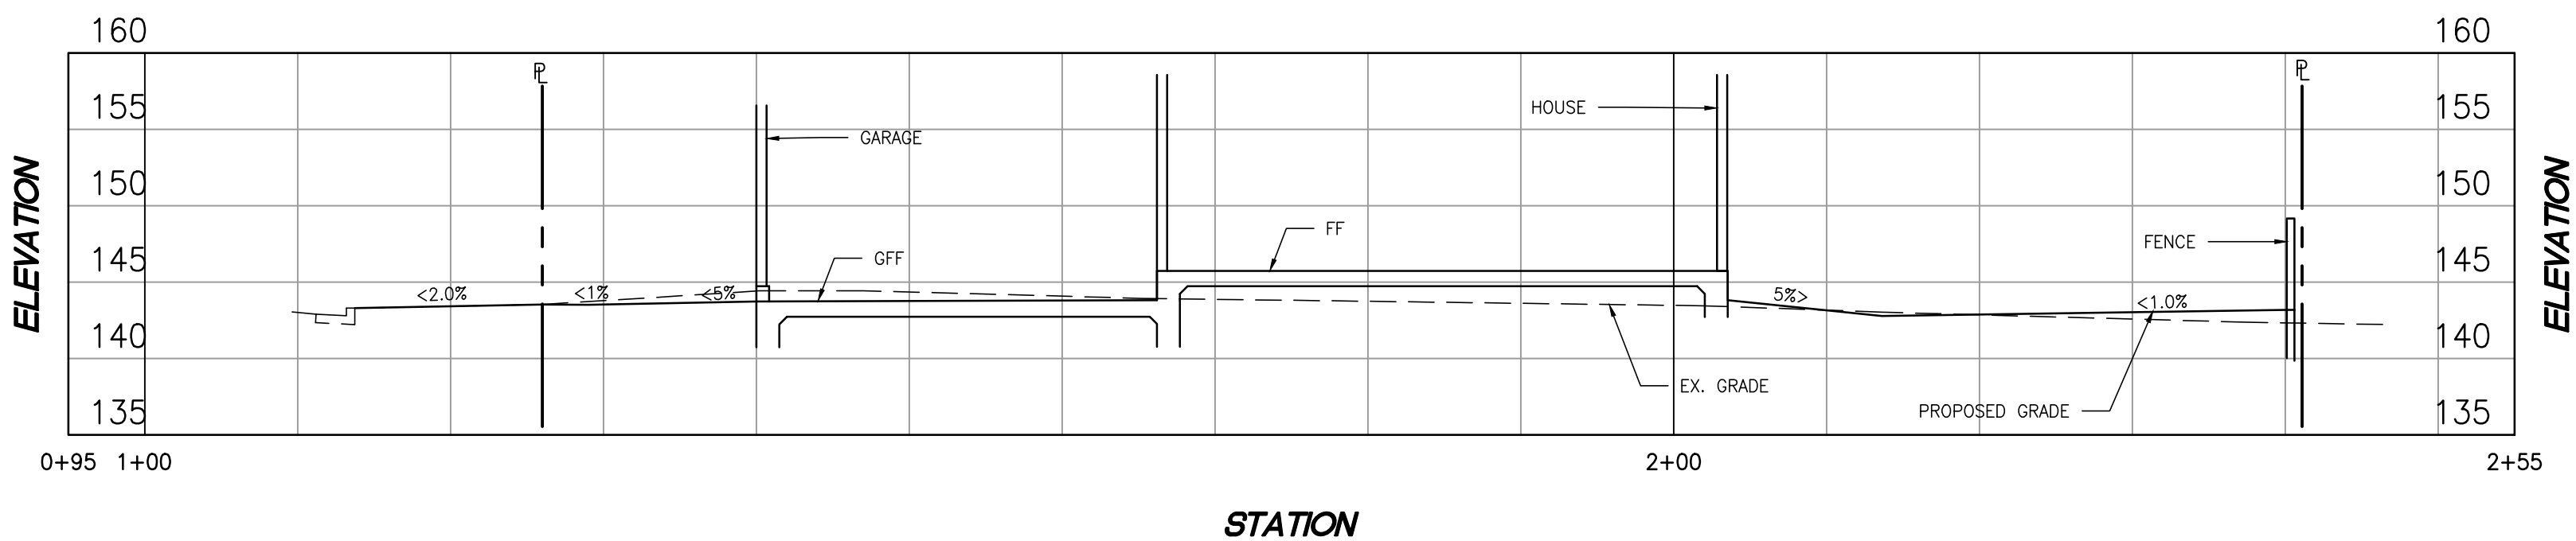 160 160
PL PL
155 HOUSE 155
GARAGE
150 150
FF
FENCE
145 GFF 145
<2.0% <1% <5% 5%> <1.0%
140 140
EX. GRADE
135 PROPOSED GRADE 135
ELEVATION ELEVATION
0+95 1+00 2+00 2+55
STATION